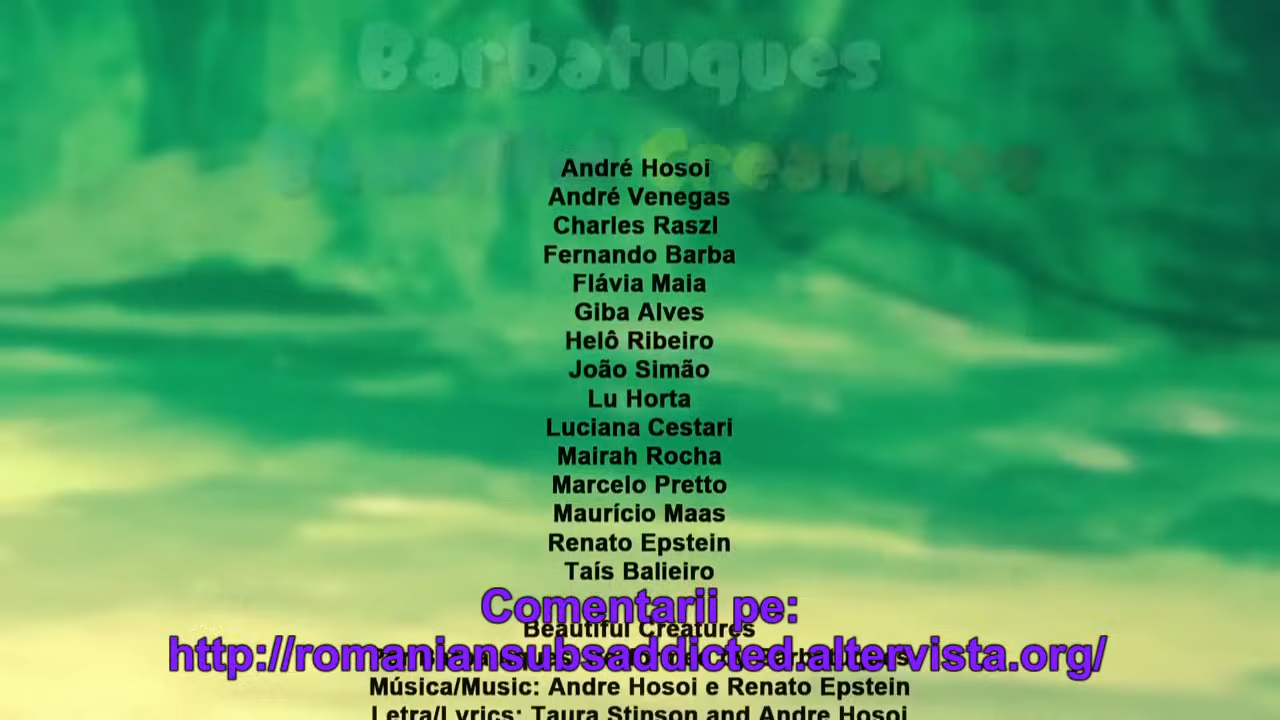 Barbatuques
Creatures
André Hosoi
André Venegas
Charles Raszl
Fernando Barba
Flávia Maia
Giba Alves
Helô Ribeiro
João Simão
Lu Horta
Luciana Cestari
Mairah Rocha
Marcelo Pretto
Maurício Maas
Renato Epstein
Taís Balieiro
Comentarii pe:
Beautiful Creatures
http://romaniansubsaddicted.altervista.org/
Música/Music: Andre Hosoi e Renato Epstein
Letra/Lyrics: Taura Stinson and Andre Hosoi